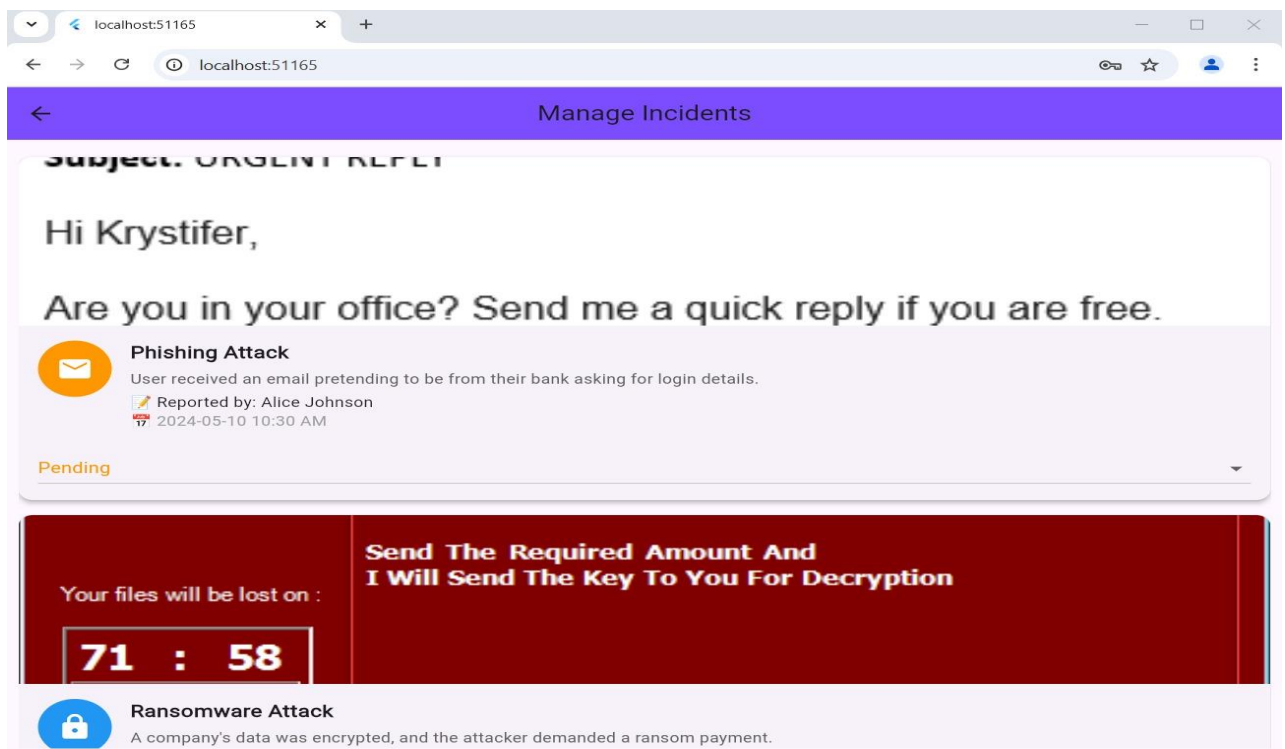 localhost:51165
localhost:51165
Manage Incidents
Subject: URGENT REPLY
Hi Krystifer,
Are you in your office? Send me a quick reply if you are free.
Phishing Attack
User received an email pretending to be from their bank asking for login details.
📝 Reported by: Alice Johnson
📅 2024-05-10 10:30 AM
Pending
Send The Required Amount And
I Will Send The Key To You For Decryption
Your files will be lost on :
71 : 58
Ransomware Attack
A company's data was encrypted, and the attacker demanded a ransom payment.